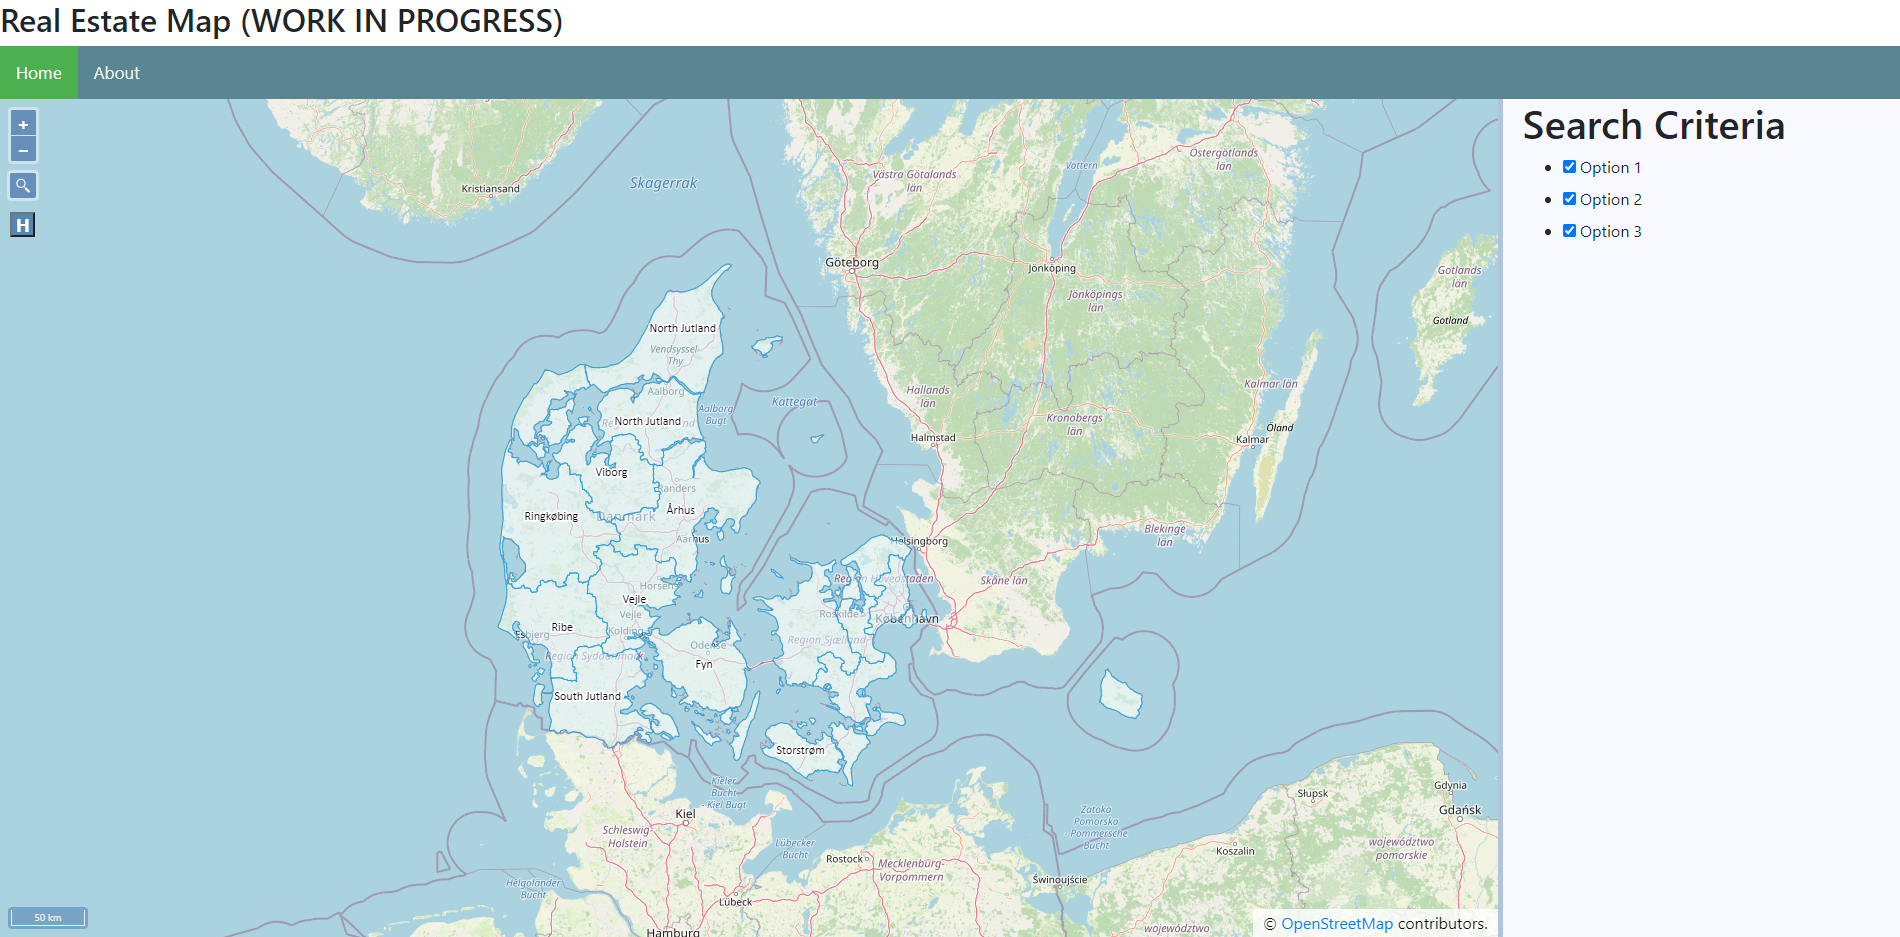 Real Estate Map (WORK IN PROGRESS)
Home About
+
−
H
Search Criteria
Option 1
Option 2
Option 3
Kristiansand
Skagerrak
Västra Götalands
län
Vättern
Östergötlands
län
Göteborg
Jönköping
Jönköpings
län
Gotlands
län
Gotland
North Jutland
Vendsyssel-
Thy
Aalborg
Aalborg
Bugt
Kattegat
Hallands
län
Kronobergs
län
Kalmar län
Öland
Kalmar
Halmstad
North Jutland
Viborg
Randers
Århus
Ringkøbing
Danmark
Aarhus
Helsingborg
Blekinge
län
Skåne län
Region Hovedstaden
Horsens
Vejle
Vejle
Kolding
Ribe
Esbjerg
Region Syddanmark
Roskilde
København
Region Sjælland
Odense
Fyn
South Jutland
Storstrøm
Kieler
Bucht
- Kiel Bugt
Kiel
Schleswig-
Holstein
Lübecker
Bucht
Rostock
Mecklenburg-
Vorpommern
Zatoka
Pomorska
- Pommersche
Bucht
Słupsk
Gdynia
Gdańsk
Koszalin
województwo
pomorskie
Świnoujście
Helgoländer
Bucht
Lübeck
Hamburg
województwo
50 km
© OpenStreetMap contributors.